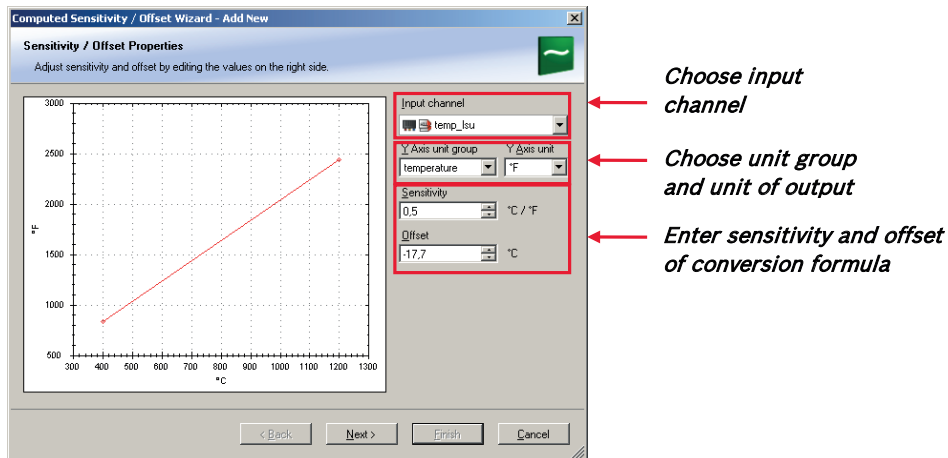 Computed Sensitivity / Offset Wizard - Add New
Sensitivity / Offset Properties
Adjust sensitivity and offset by editing the values on the right side.
3000
2500
2000
1500
1000
500
°F
300 400 500 600 700 800 900 1000 1100 1200 1300
°C
Input channel
temp_lsu
Y Axis unit group Y Axis unit
temperature °F
Sensitivity
0,5 °C / °F
Offset
-17,7 °C
< Back Next > Finish Cancel
Choose input
channel
Choose unit group
and unit of output
Enter sensitivity and offset
of conversion formula